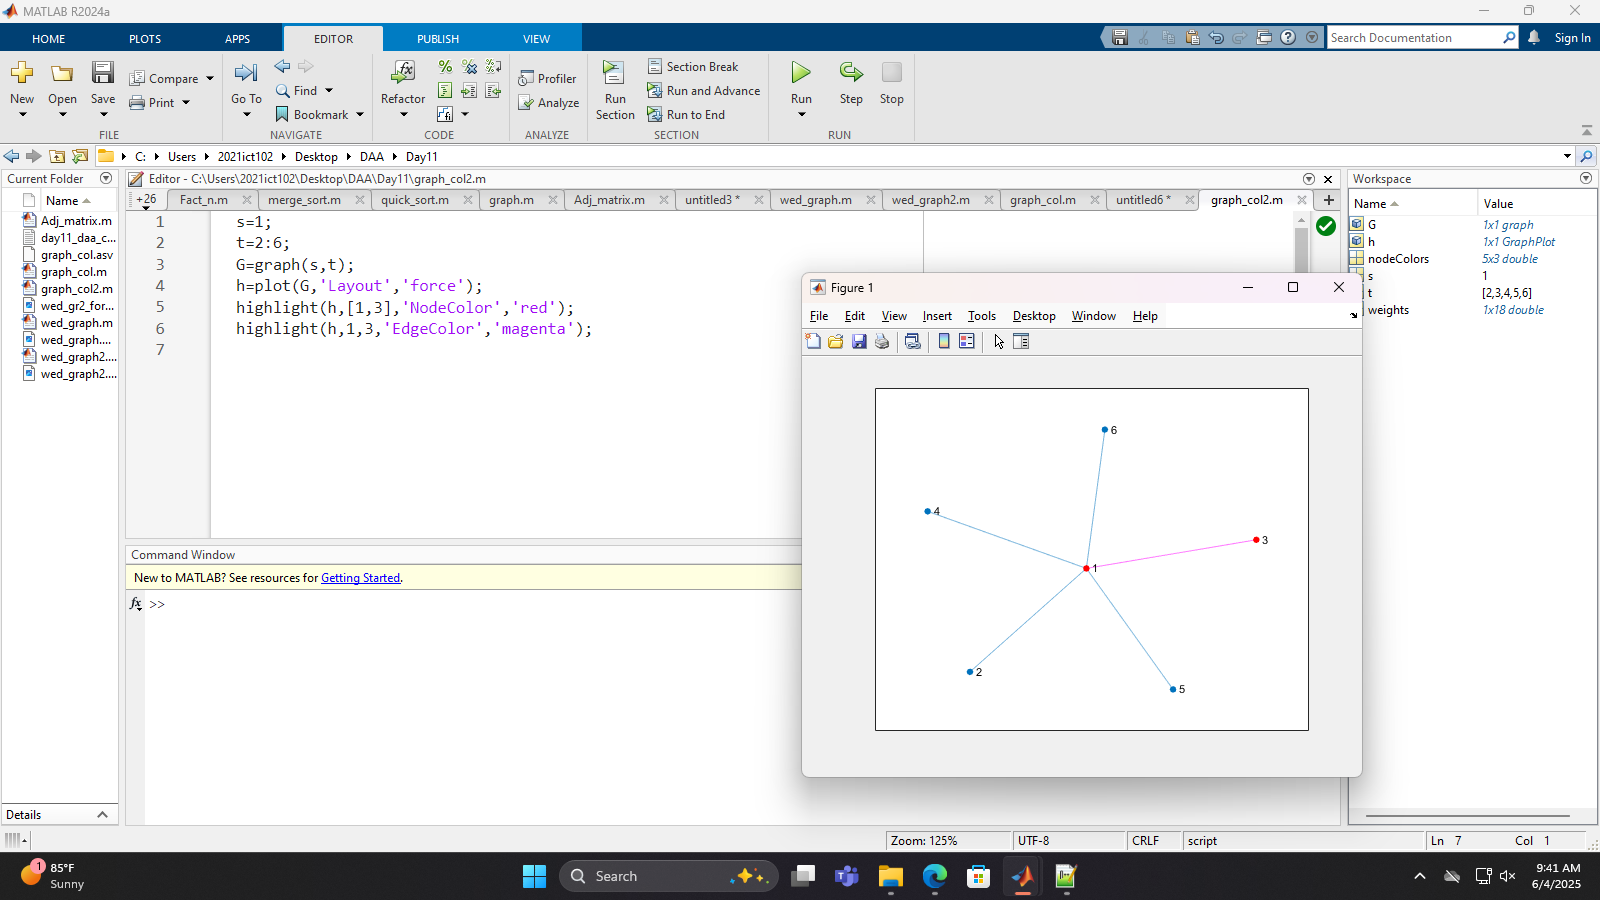 MATLAB R2024a
HOME PLOTS APPS EDITOR PUBLISH VIEW
Search Documentation
Sign In
New Open Save Compare Print
FILE
Go To Find Bookmark
NAVIGATE
Refactor
CODE
Profiler
Analyze
ANALYZE
Run Section
Section Break
Run and Advance
Run to End
SECTION
Run Step Stop
RUN
C: Users 2021ict102 Desktop DAA Day11
Current Folder
Name
Adj_matrix.m
day11_daa_c...
graph_col.asv
graph_col.m
graph_col2.m
wed_gr2_for...
wed_graph.m
wed_graph....
wed_graph2....
wed_graph2....
Details
Editor - C:\Users\2021ict102\Desktop\DAA\Day11\graph_col2.m
+26 Fact_n.m merge_sort.m quick_sort.m graph.m Adj_matrix.m untitled3 * wed_graph.m wed_graph2.m graph_col.m untitled6 * graph_col2.m
1 s=1;
2 t=2:6;
3 G=graph(s,t);
4 h=plot(G,'Layout','force');
5 highlight(h,[1,3],'NodeColor','red');
6 highlight(h,1,3,'EdgeColor','magenta');
7
Command Window
New to MATLAB? See resources for Getting Started.
fx >>
Figure 1
File Edit View Insert Tools Desktop Window Help
6
4
3
1
2
5
Workspace
Name Value
G 1x1 graph
h 1x1 GraphPlot
nodeColors 5x3 double
s 1
t [2,3,4,5,6]
weights 1x18 double
Zoom: 125% UTF-8 CRLF script Ln 7 Col 1
1
85°F
Sunny
Search
9:41 AM
6/4/2025